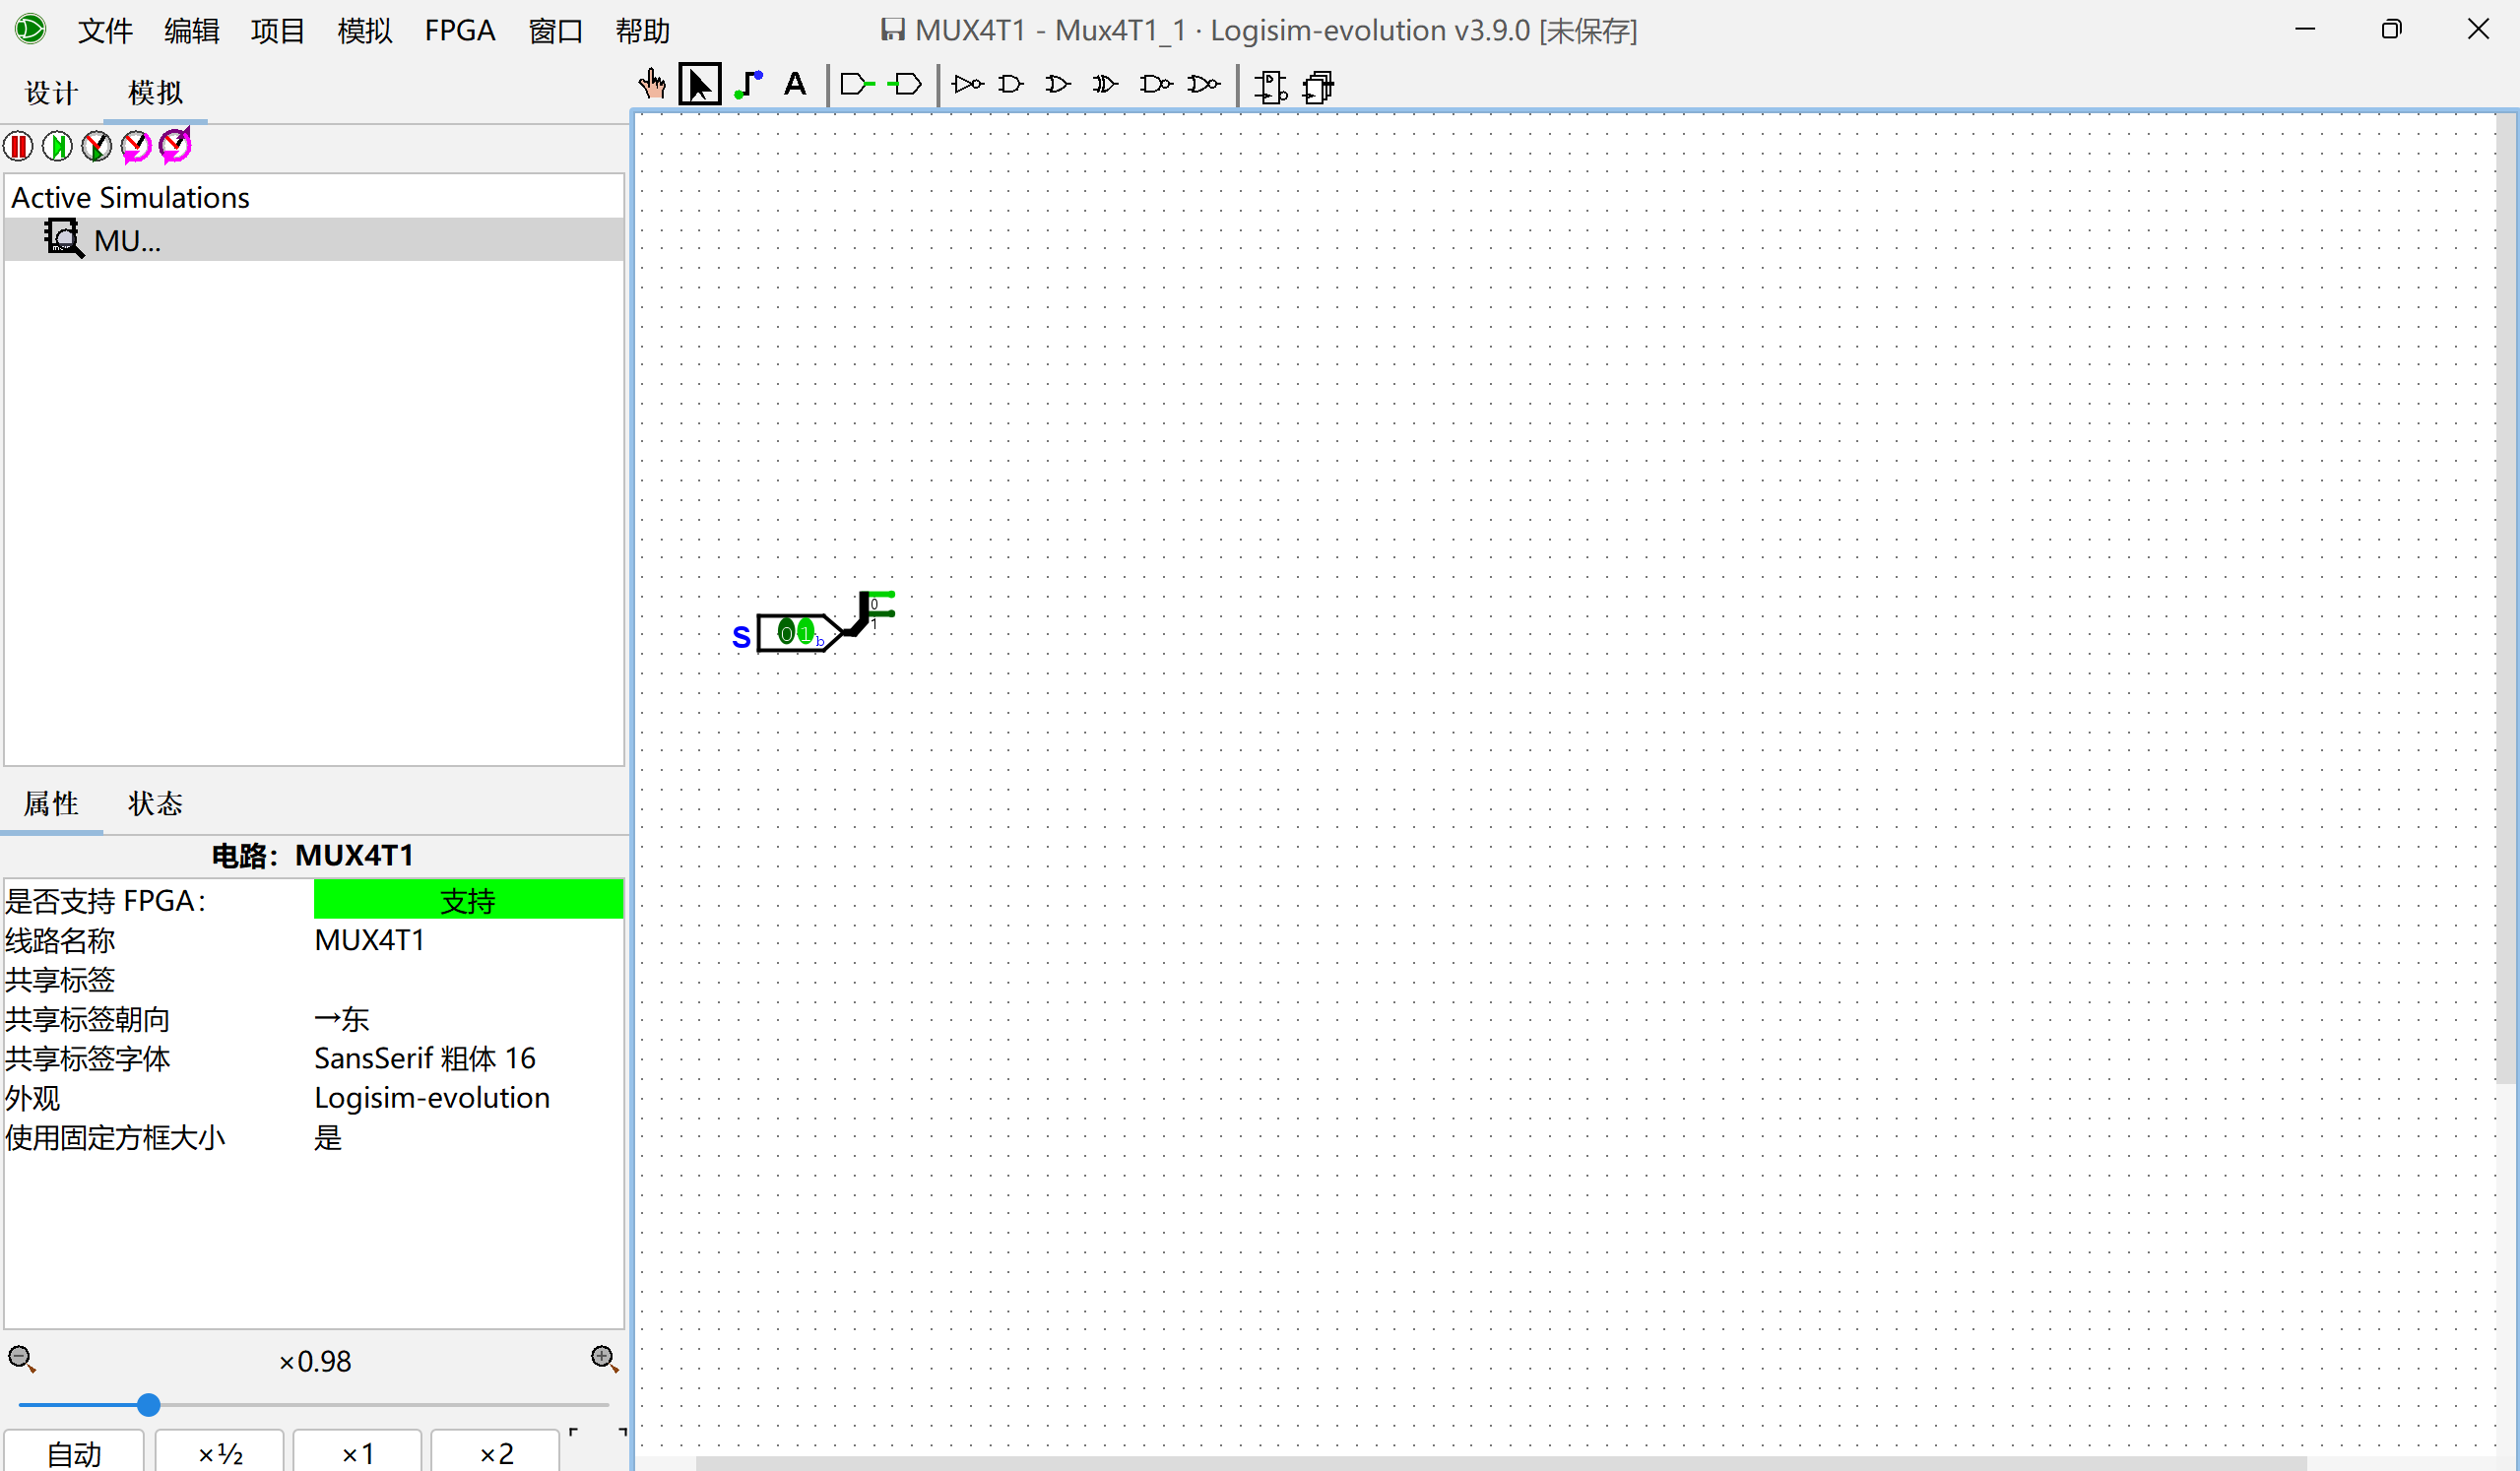 文件 编辑 项目 模拟 FPGA 窗口 帮助 MUX4T1 - Mux4T1_1 · Logisim-evolution v3.9.0 [未保存]
设计 模拟
A
Active Simulations
MU...
属性 状态
电路：MUX4T1
是否支持 FPGA： 支持
线路名称 MUX4T1
共享标签
共享标签朝向 →东
共享标签字体 SansSerif 粗体 16
外观 Logisim-evolution
使用固定方框大小 是
×0.98
自动 ×½ ×1 ×2
0
1
S 01b